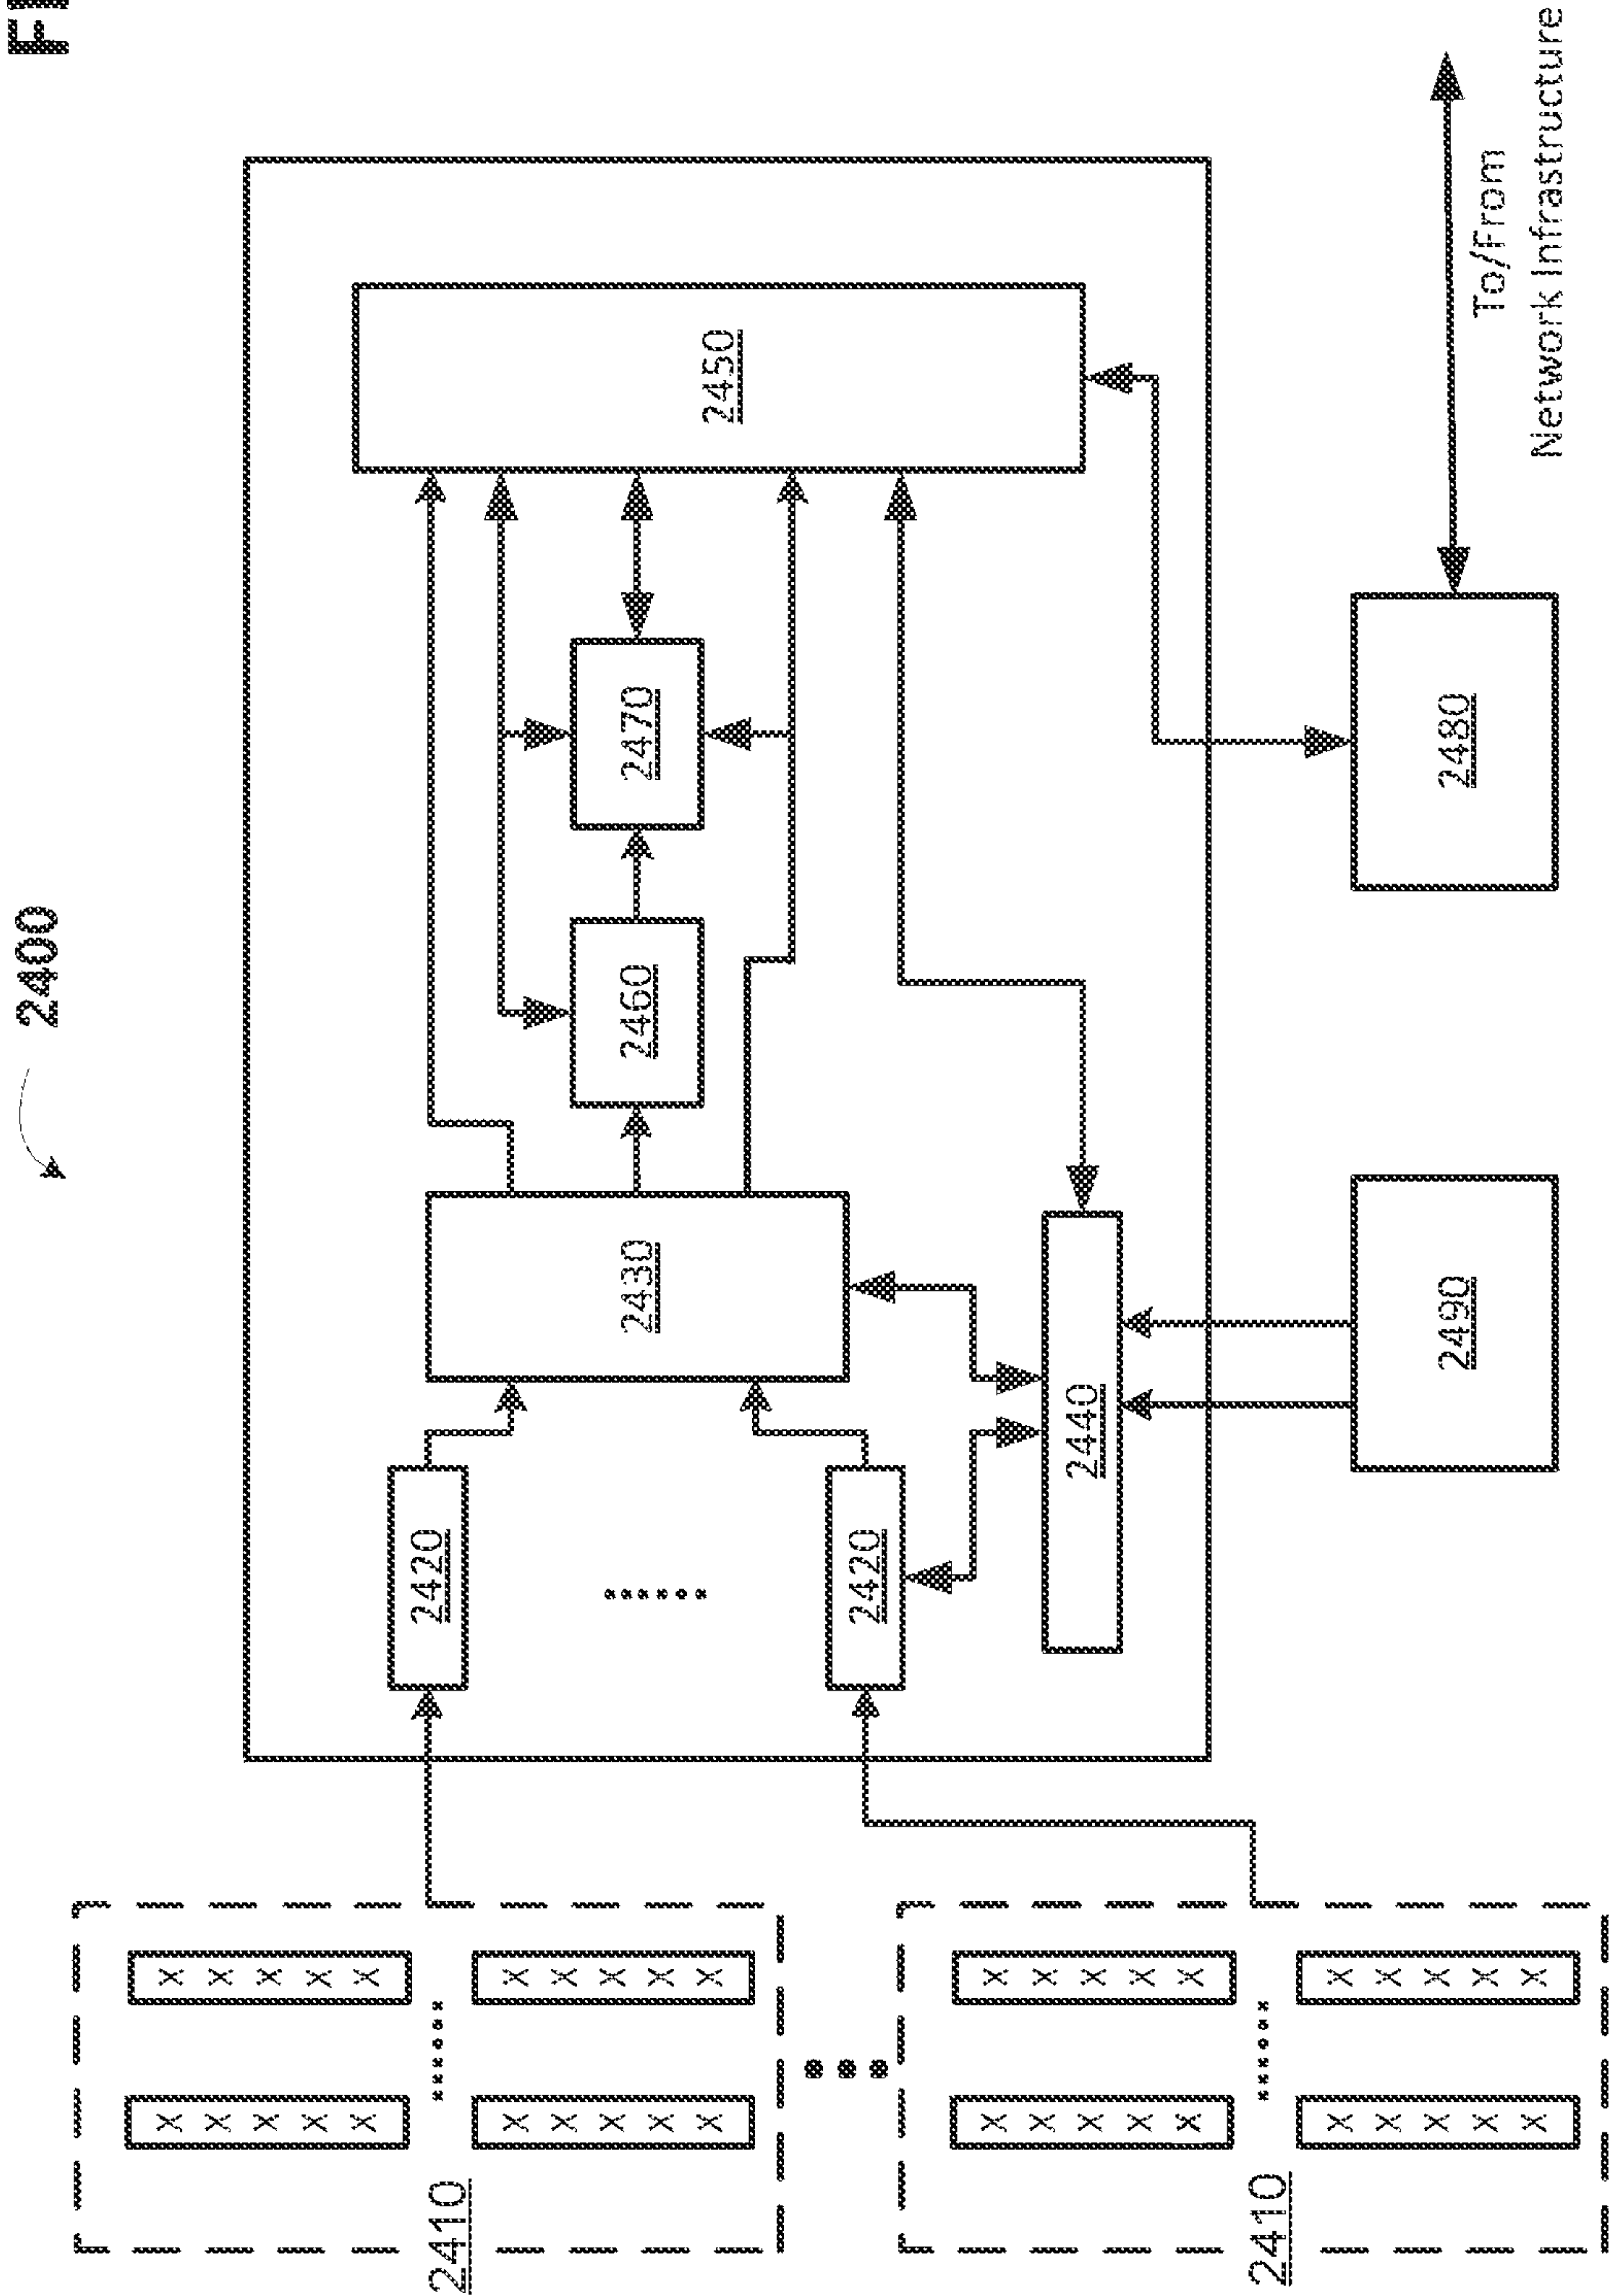 2400
X X
X X
X X
X X
X X
2410
X X
X X
X X
X X
X X
2420
2430
2460
2470
2450
2420
2440
X X
X X
X X
X X
X X
2410
X X
X X
X X
X X
X X
2490
2480
To/From
Network Infrastructure